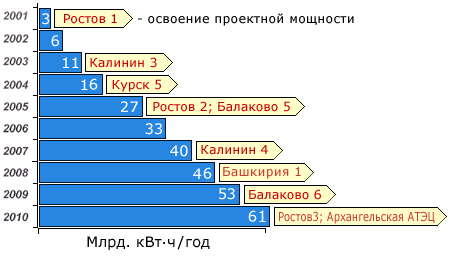 2001 3 Ростов 1 - освоение проектной мощности
2002 6
2003 11 Калинин 3
2004 16 Курск 5
2005 27 Ростов 2; Балаково 5
2006 33
2007 40 Калинин 4
2008 46 Башкирия 1
2009 53 Балаково 6
2010 61 Ростов3; Архангельская АТЭЦ
Млрд. кВт·ч/год